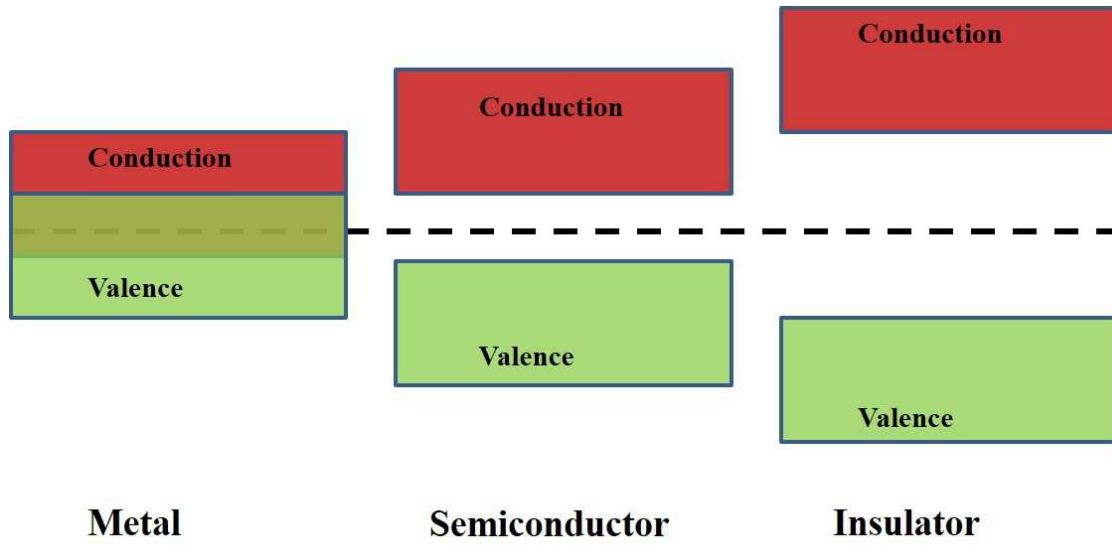 Conduction
Valence
Metal
Conduction
Valence
Semiconductor
Conduction
Valence
Insulator